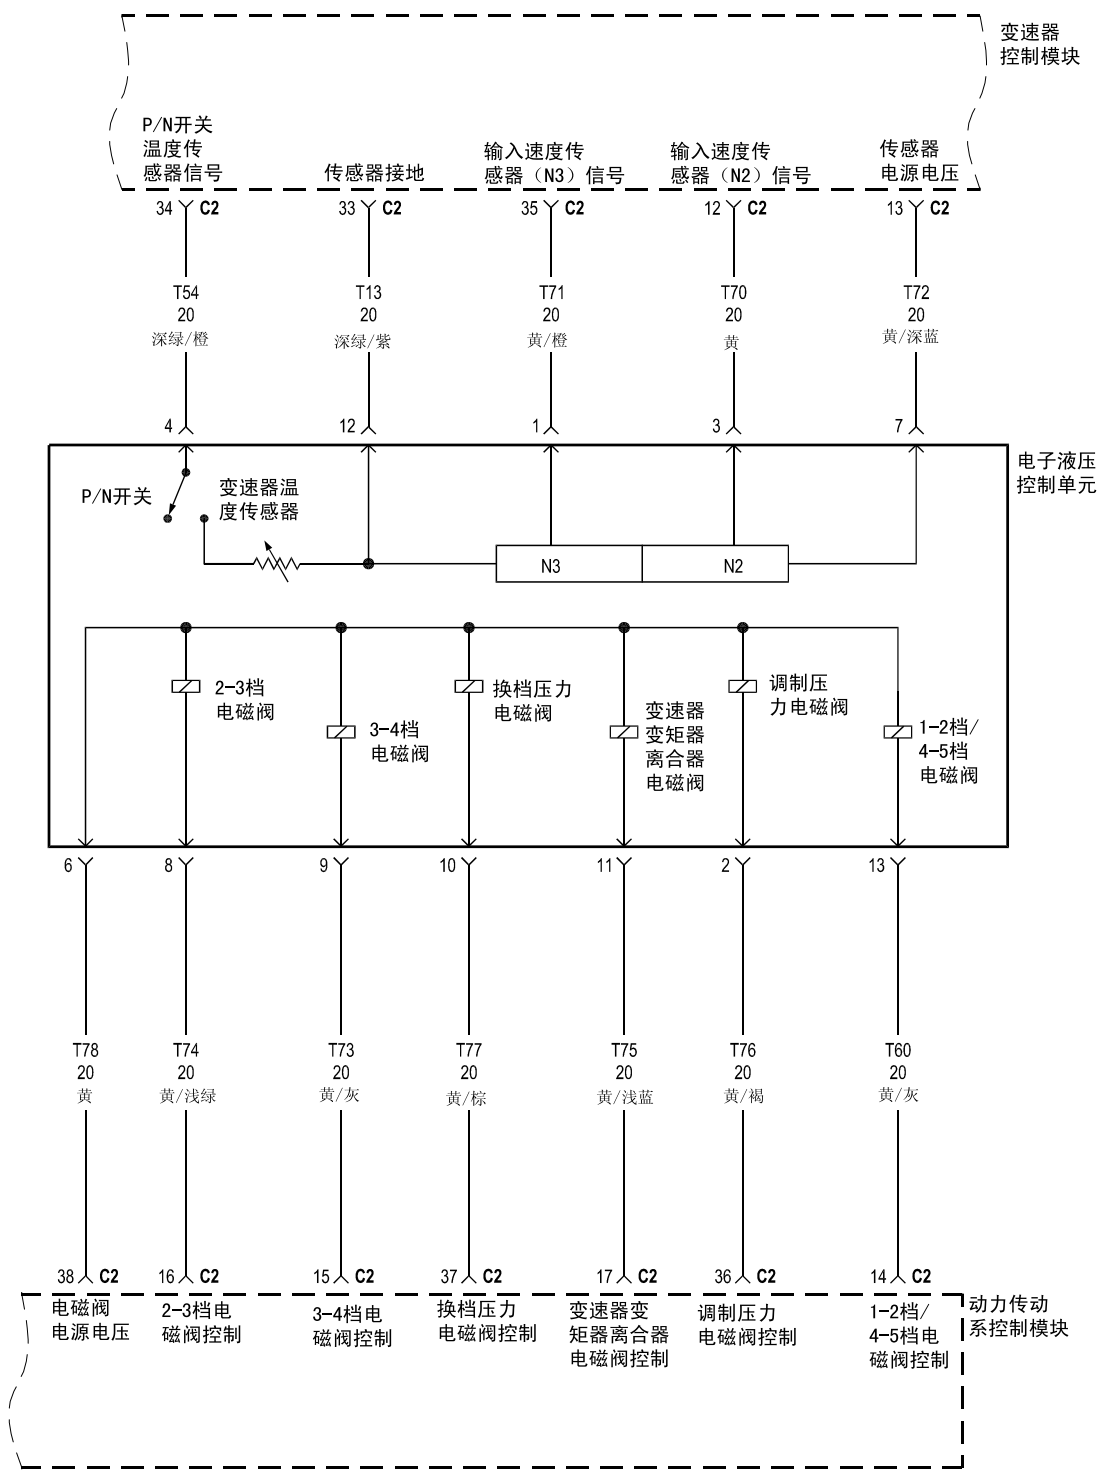 变速器
控制模块
P/N开关
温度传
感器信号
传感器接地
输入速度传
感器（N3）信号
输入速度传
感器（N2）信号
传感器
电源电压
34 C2
33 C2
35 C2
12 C2
13 C2
T54
20
深绿/橙
T13
20
深绿/紫
T71
20
黄/橙
T70
20
黄
T72
20
黄/深蓝
4
12
1
3
7
电子液压
控制单元
P/N开关
变速器温
度传感器
N3
N2
2-3档
电磁阀
3-4档
电磁阀
换档压力
电磁阀
变速器
变矩器
离合器
电磁阀
调制压
力电磁阀
1-2档/
4-5档
电磁阀
6
8
9
10
11
2
13
T78
20
黄
T74
20
黄/浅绿
T73
20
黄/灰
T77
20
黄/棕
T75
20
黄/浅蓝
T76
20
黄/褐
T60
20
黄/灰
38 C2
16 C2
15 C2
37 C2
17 C2
36 C2
14 C2
电磁阀
电源电压
2-3档电
磁阀控制
3-4档电
磁阀控制
换档压力
电磁阀控制
变速器变
矩器离合器
电磁阀控制
调制压力
电磁阀控制
1-2档/
4-5档电
磁阀控制
动力传动
系控制模块